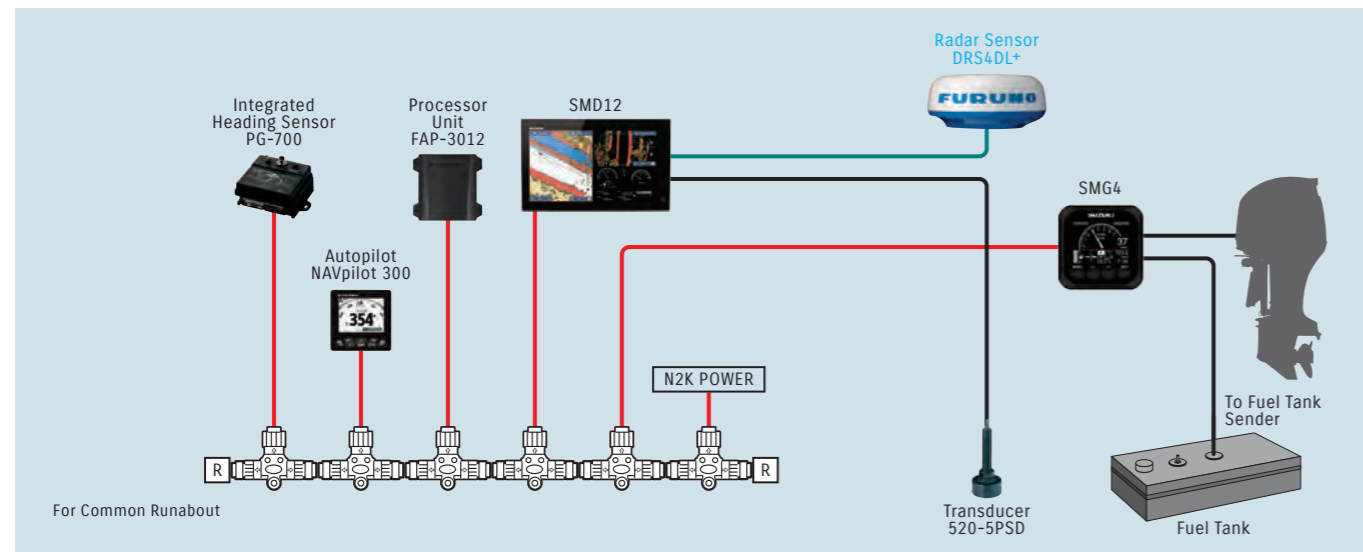 Radar Sensor
DRS4DL+
FURUNO
Integrated
Heading Sensor
PG-700
Processor
Unit
FAP-3012
SMD12
SMG4
Autopilot
NAVpilot 300
354°
37
N2K POWER
R
R
To Fuel Tank
Sender
For Common Runabout
Transducer
520-5PSD
Fuel Tank